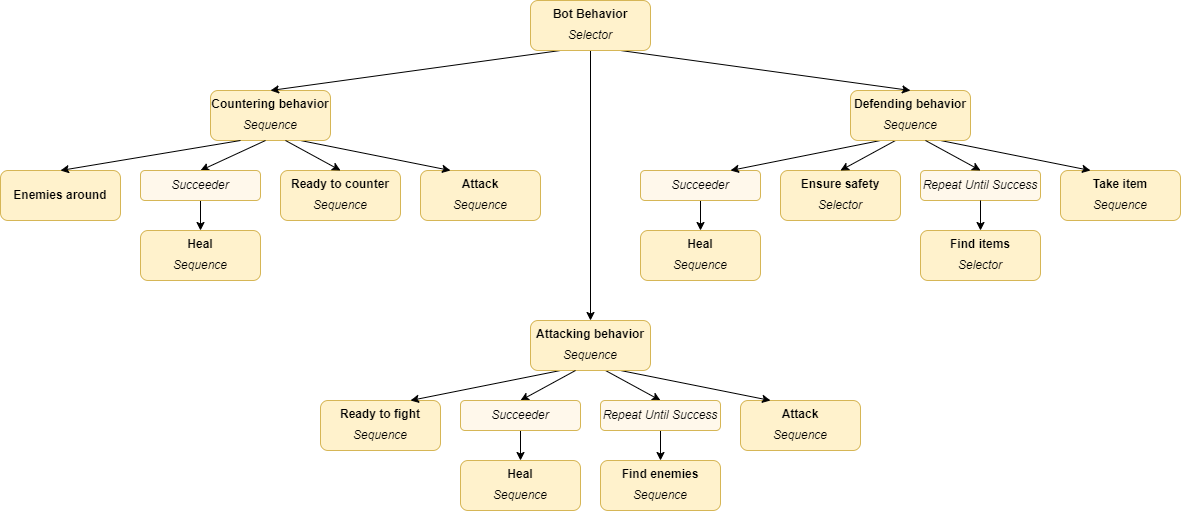 Bot Behavior
Selector
Countering behavior
Sequence
Defending behavior
Sequence
Enemies around
Succeeder
Ready to counter
Sequence
Attack
Sequence
Succeeder
Ensure safety
Selector
Repeat Until Success
Take item
Sequence
Heal
Sequence
Heal
Sequence
Find items
Selector
Attacking behavior
Sequence
Ready to fight
Sequence
Succeeder
Repeat Until Success
Attack
Sequence
Heal
Sequence
Find enemies
Sequence